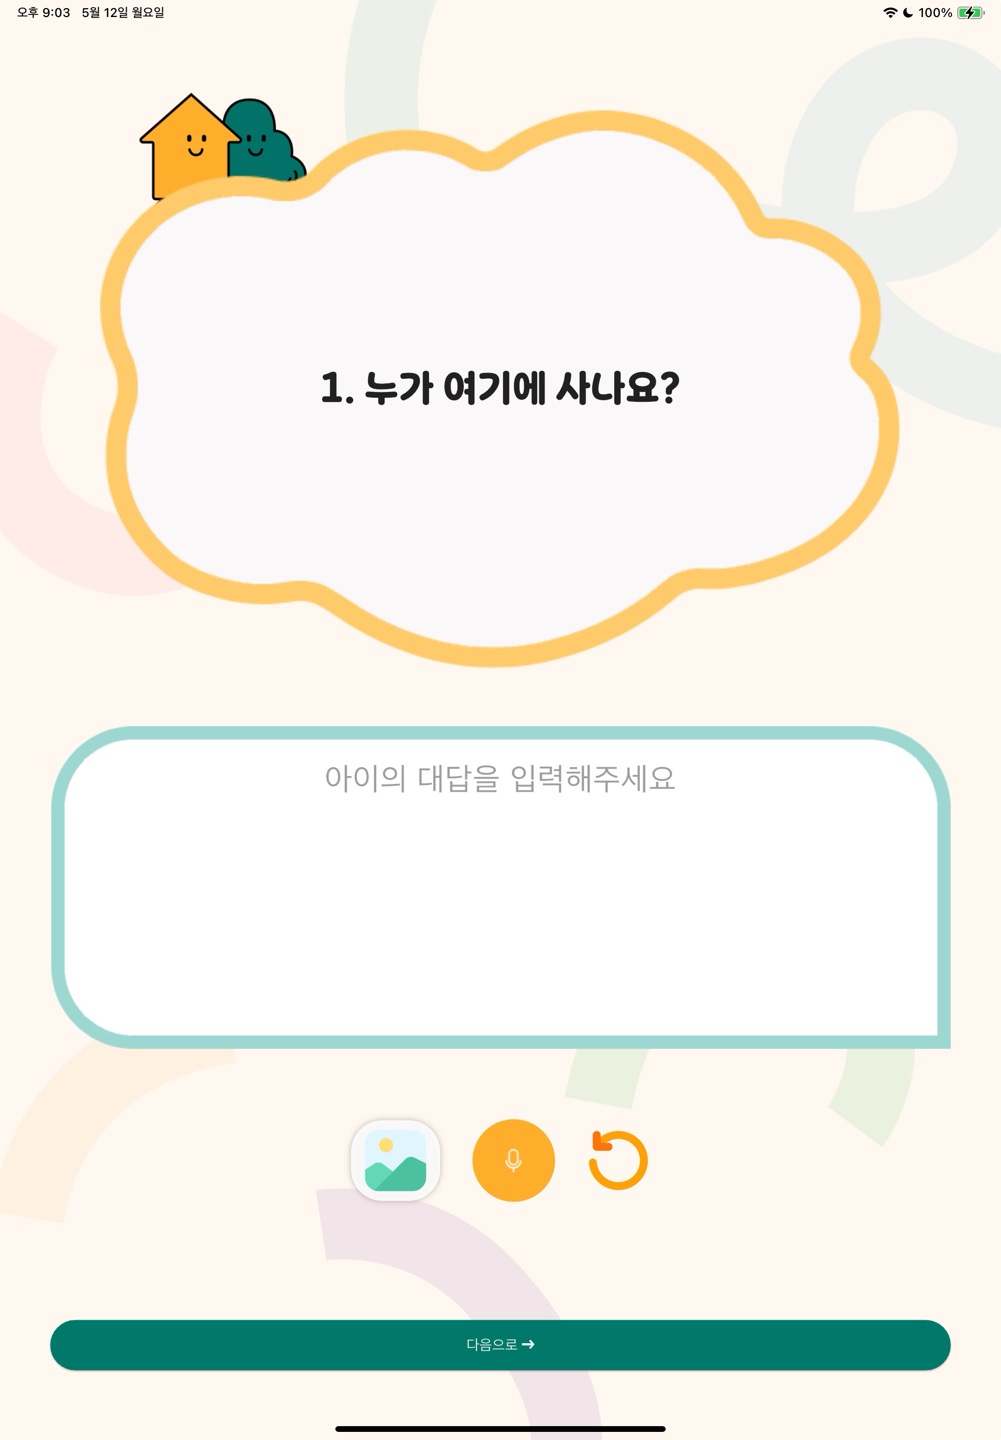 오후 9:03 5월 12일 월요일
100%
1. 누가 여기에 사나요?
아이의 대답을 입력해주세요
다음으로 →